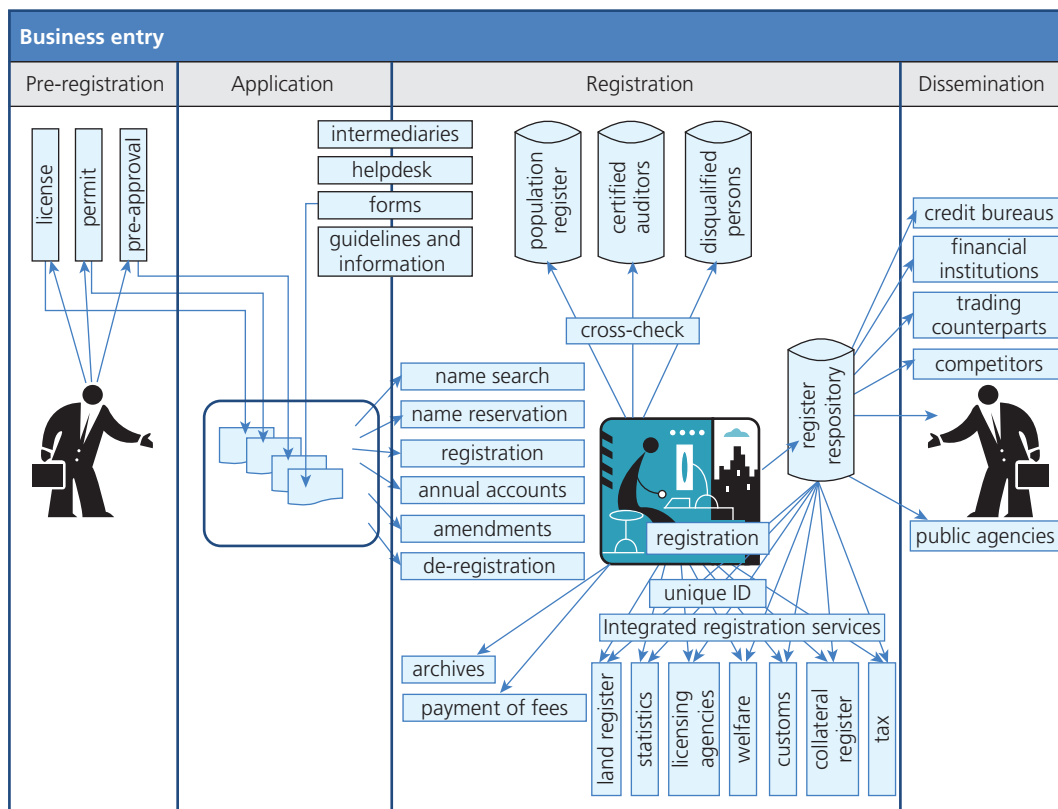 Business entry
Pre-registration
Application
Registration
Dissemination
license
permit
pre-approval
intermediaries
helpdesk
forms
guidelines and
information
population
register
certified
auditors
disqualified
persons
cross-check
credit bureaus
financial
institutions
trading
counterparts
competitors
public agencies
name search
name reservation
registration
annual accounts
amendments
de-registration
register
respository
registration
unique ID
Integrated registration services
archives
payment of fees
land register
statistics
licensing
agencies
welfare
customs
collateral
register
tax